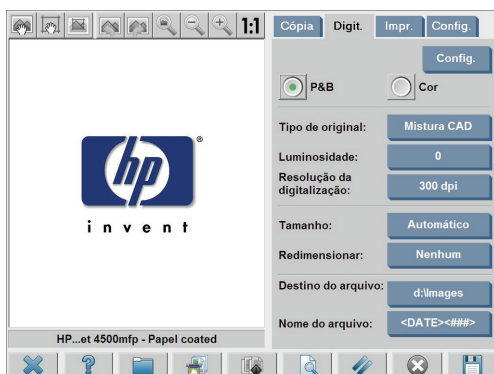 1:1
Cópia Digit. Impr. Config.
Config.
P&B Cor
Tipo de original: Mistura CAD
Luminosidade: 0
Resolução da
digitalização: 300 dpi
Tamanho: Automático
Redimensionar: Nenhum
Destino do arquivo: d:\Images
Nome do arquivo: <DATE><###>
hp®
invent
HP...et 4500mfp - Papel coated